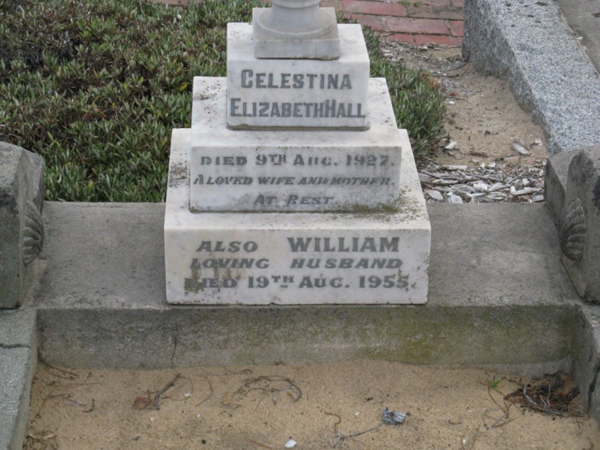 CELESTINA
ELIZABETH HALL
DIED 9TH AUG. 1927.
A LOVED WIFE AND MOTHER.
AT REST
ALSO WILLIAM
LOVING HUSBAND
DIED 19TH AUG. 1955.